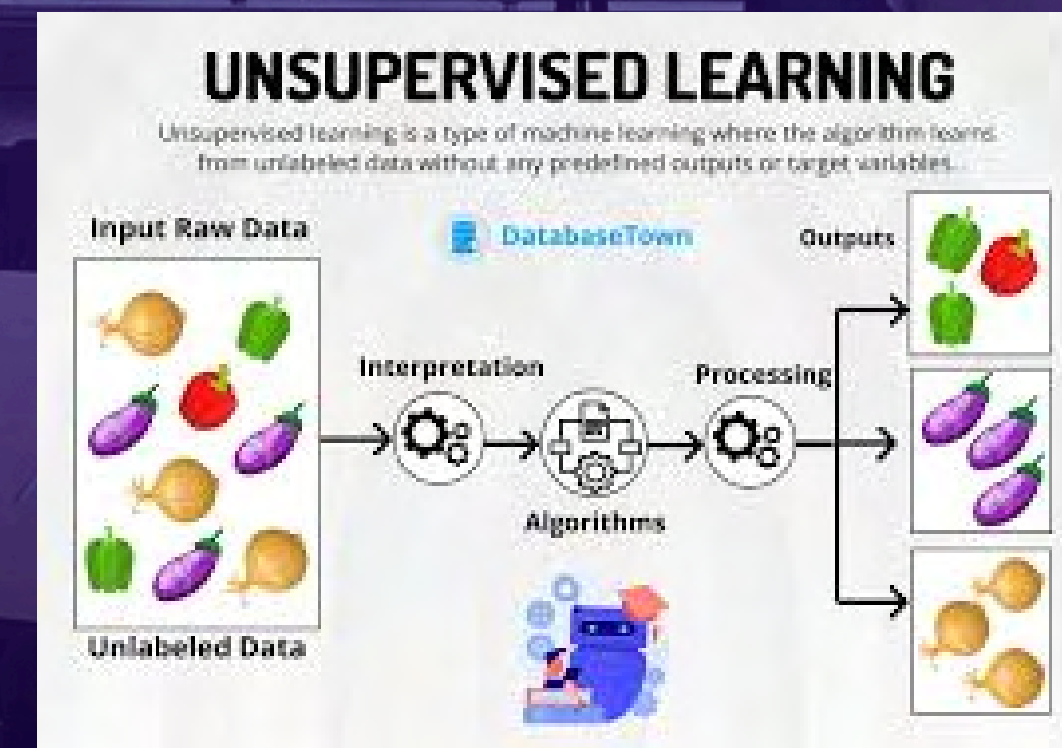 UNSUPERVISED LEARNING
Unsupervised learning is a type of machine learning where the algorithm learns
from unlabeled data without any predefined outputs or target variables.
Input Raw Data
DatabaseTown
Outputs
Interpretation
Processing
Algorithms
Unlabeled Data